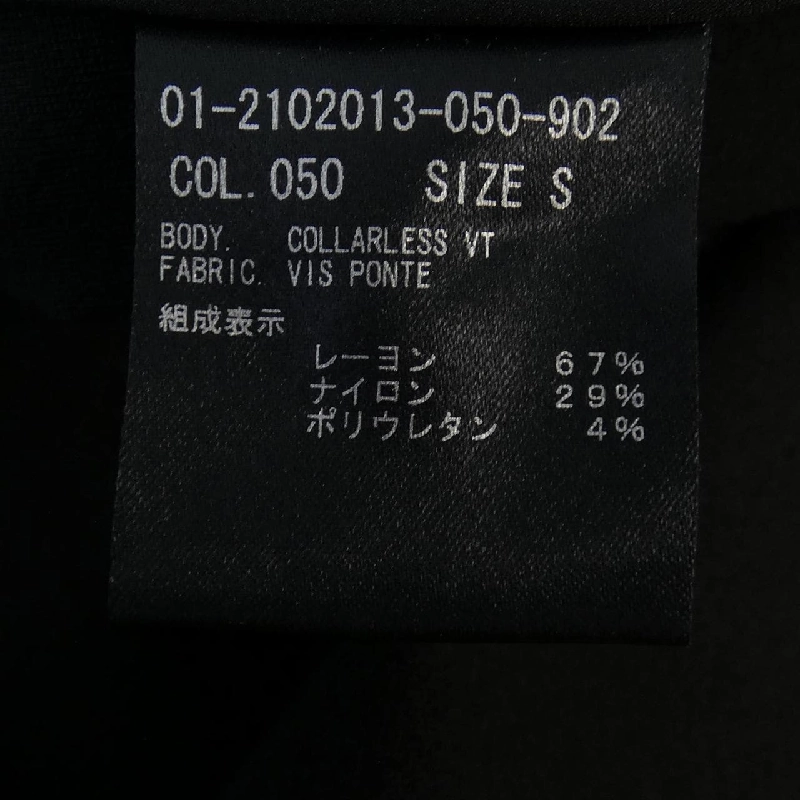 01-2102013-050-902
COL. 050 SIZE S
BODY. COLLARLESS VT
FABRIC. VIS PONTE
組成表示
レーヨン 67%
ナイロン 29%
ポリウレタン 4%